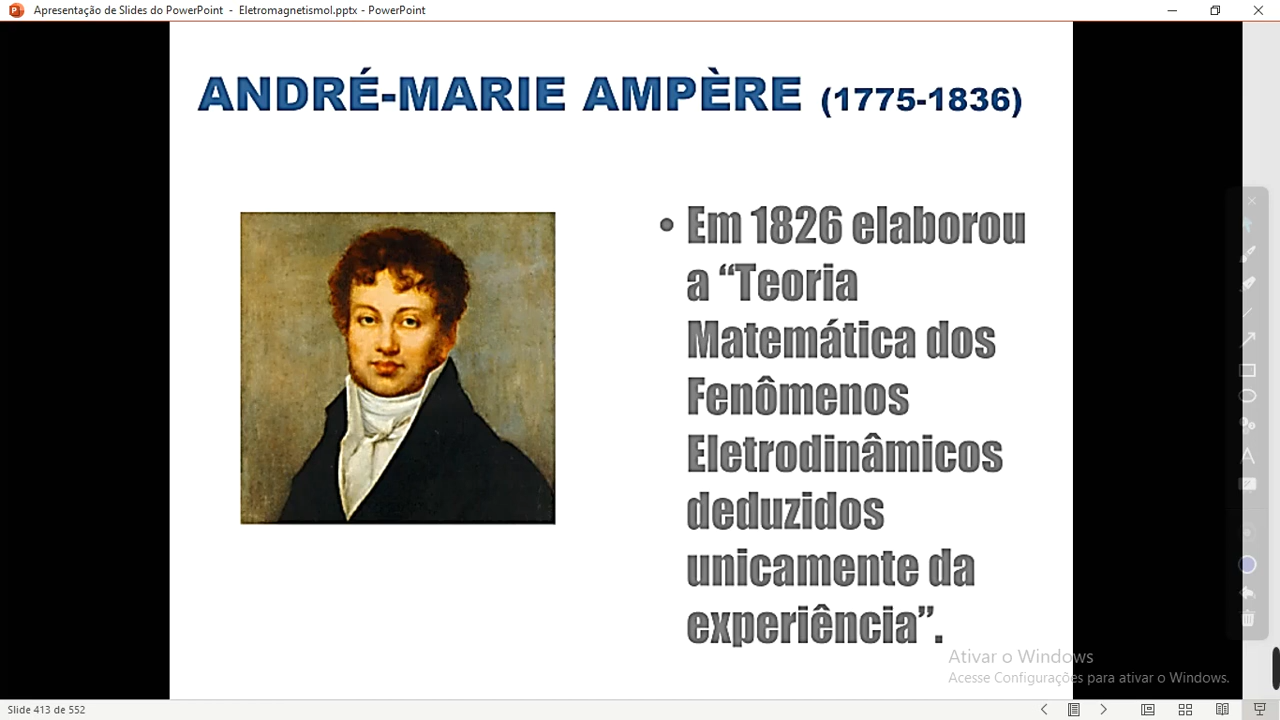 Apresentação de Slides do PowerPoint - Eletromagnetismol.pptx - PowerPoint
ANDRÉ-MARIE AMPÈRE (1775-1836)
• Em 1826 elaborou
a “Teoria
Matemática dos
Fenômenos
Eletrodinâmicos
deduzidos
unicamente da
experiência”.
Ativar o Windows
Acesse Configurações para ativar o Windows.
Slide 413 de 552